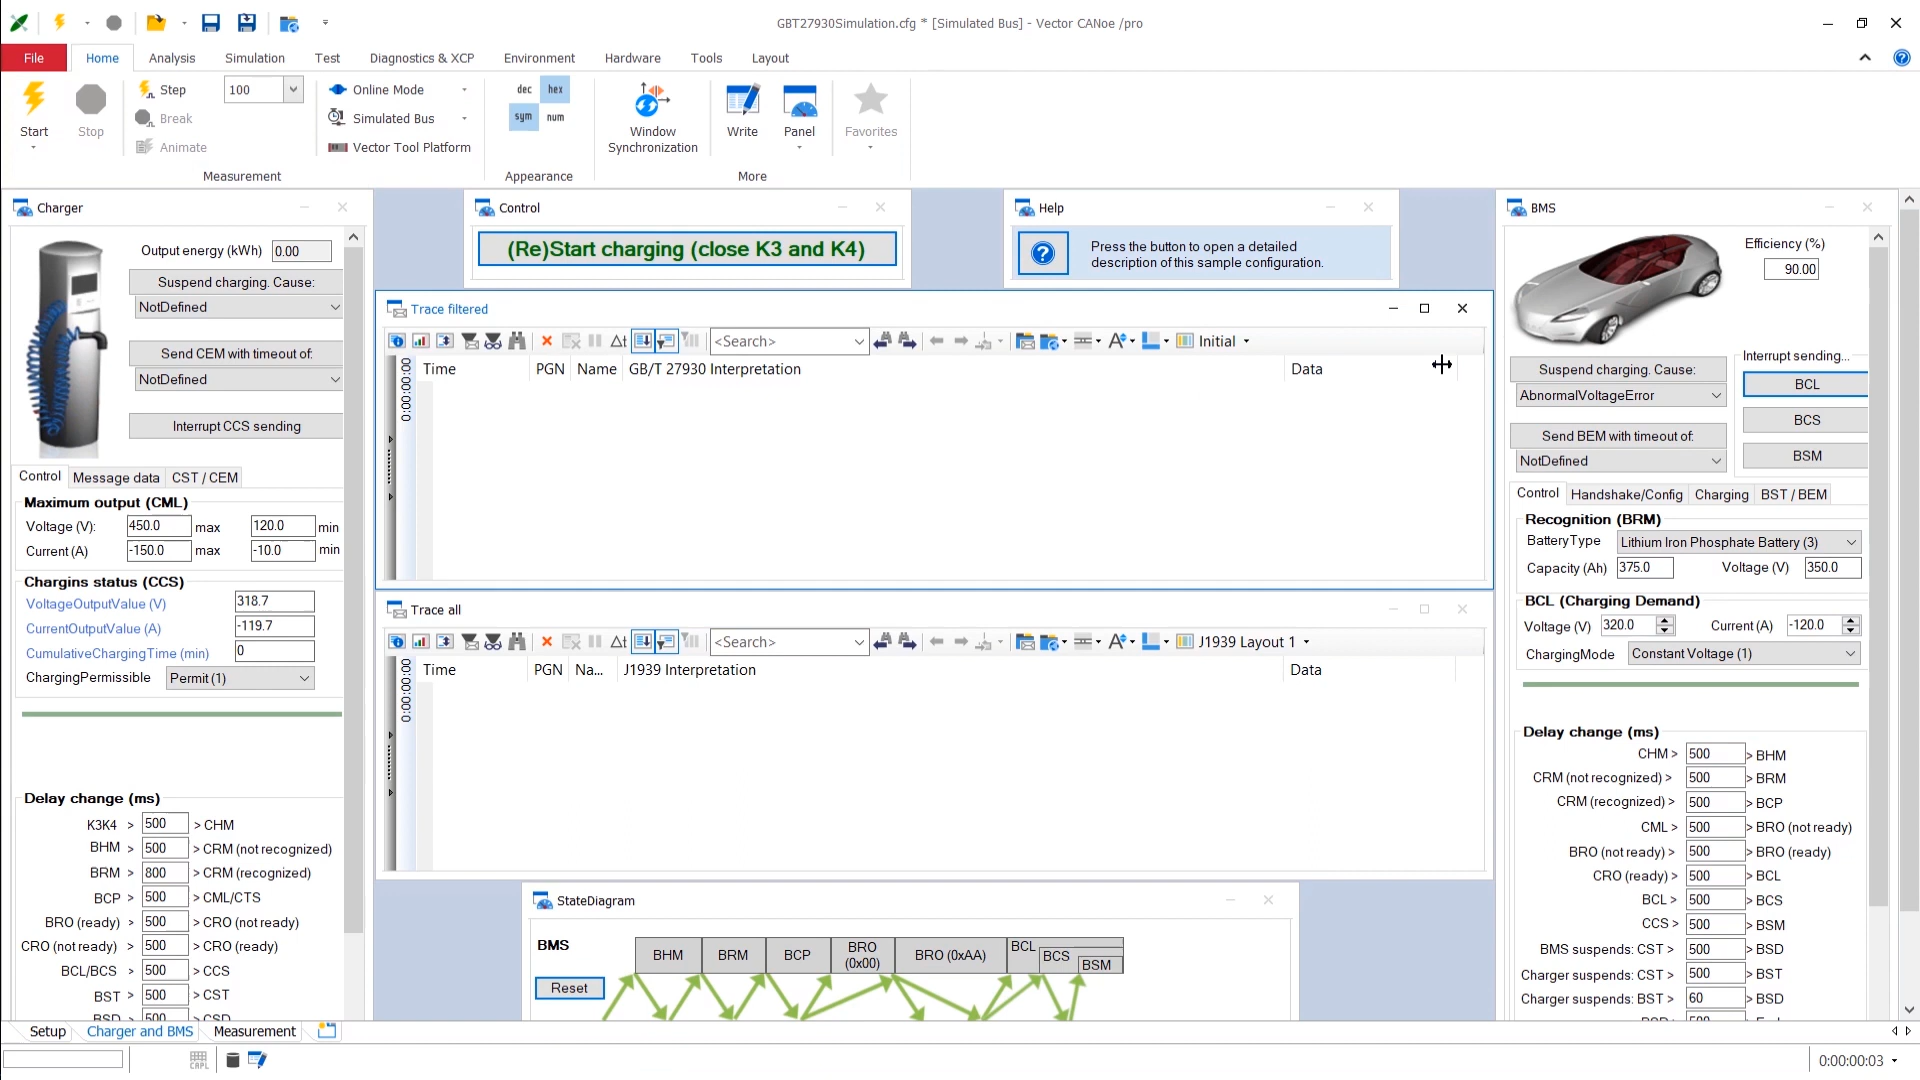 GBT27930Simulation.cfg * [Simulated Bus] - Vector CANoe /pro
File Home Analysis Simulation Test Diagnostics & XCP Environment Hardware Tools Layout
Start
Stop
Step
Break
Animate
100
Measurement
Online Mode
Simulated Bus
Vector Tool Platform
dec hex
sym num
Appearance
Window
Synchronization
Write
Panel
Favorites
More
Charger
Output energy (kWh) 0.00
Suspend charging. Cause:
NotDefined
Send CEM with timeout of:
NotDefined
Interrupt CCS sending
Control Message data CST / CEM
Maximum output (CML)
Voltage (V): 450.0 max 120.0 min
Current (A) -150.0 max -10.0 min
Chargins status (CCS)
VoltageOutputValue (V) 318.7
CurrentOutputValue (A) -119.7
CumulativeChargingTime (min) 0
ChargingPermissible Permit (1)
Delay change (ms)
K3K4 > 500 > CHM
BHM > 500 > CRM (not recognized)
BRM > 800 > CRM (recognized)
BCP > 500 > CML/CTS
BRO (ready) > 500 > CRO (not ready)
CRO (not ready) > 500 > CRO (ready)
BCL/BCS > 500 > CCS
BST > 500 > CST
BSD > 500 > CSD
Control
(Re)Start charging (close K3 and K4)
Help
Press the button to open a detailed
description of this sample configuration.
Trace filtered
Δt <Search> Initial
Time PGN Name GB/T 27930 Interpretation Data
0:00:00:00
Trace all
Δt <Search> J1939 Layout 1
Time PGN Na... J1939 Interpretation Data
0:00:00:00
StateDiagram
BMS BHM BRM BCP BRO (0x00) BRO (0xAA) BCL BCS BSM
Reset
BMS
Efficiency (%)
90.00
Suspend charging. Cause:
AbnormalVoltageError
Send BEM with timeout of:
NotDefined
Interrupt sending...
BCL
BCS
BSM
Control Handshake/Config Charging BST / BEM
Recognition (BRM)
BatteryType Lithium Iron Phosphate Battery (3)
Capacity (Ah) 375.0 Voltage (V) 350.0
BCL (Charging Demand)
Voltage (V) 320.0 Current (A) -120.0
ChargingMode Constant Voltage (1)
Delay change (ms)
CHM > 500 > BHM
CRM (not recognized) > 500 > BRM
CRM (recognized) > 500 > BCP
CML > 500 > BRO (not ready)
BRO (not ready) > 500 > BRO (ready)
CRO (ready) > 500 > BCL
BCL > 500 > BCS
CCS > 500 > BSM
BMS suspends: CST > 500 > BSD
Charger suspends: CST > 500 > BST
Charger suspends: BST > 60 > BSD
Setup Charger and BMS Measurement
CAPL
0:00:00:03